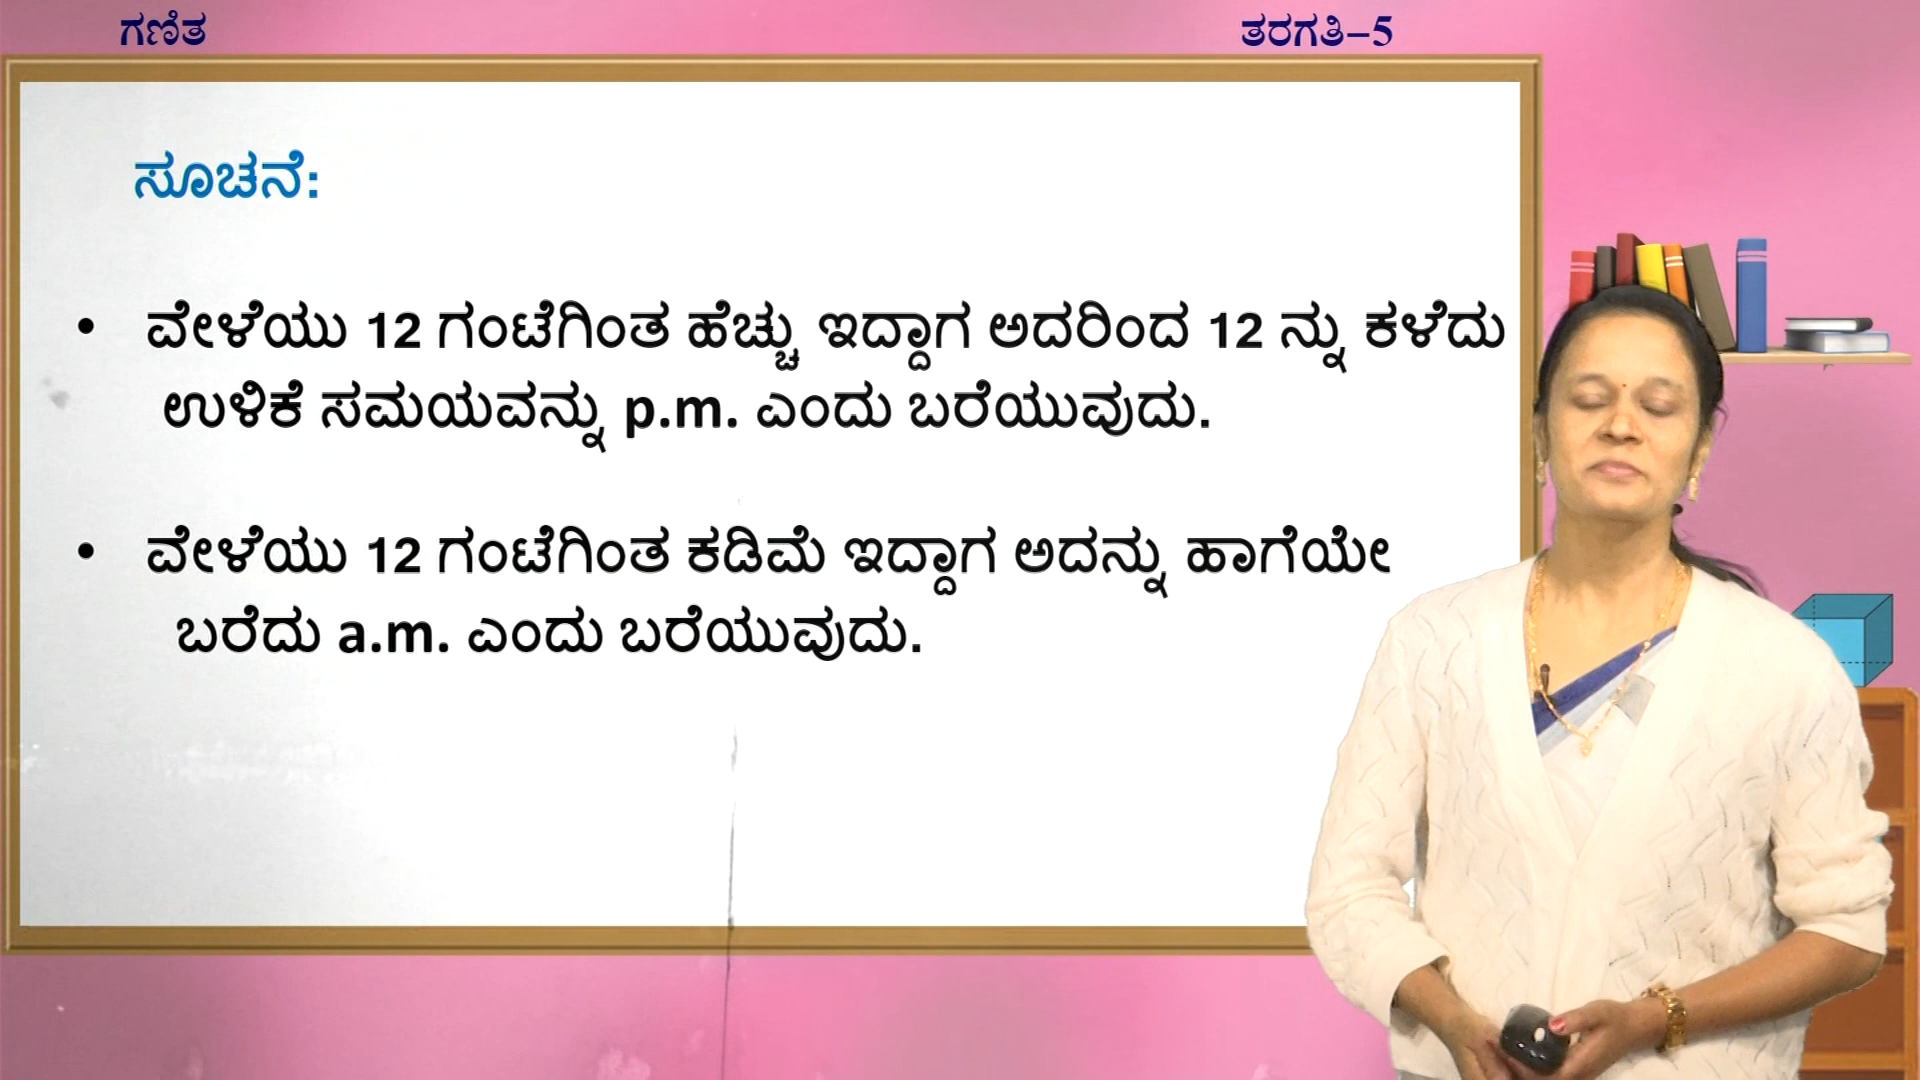 ಗಣಿತ
ತರಗತಿ–5
ಸೂಚನೆ:
• ವೇಳೆಯು 12 ಗಂಟೆಗಿಂತ ಹೆಚ್ಚು ಇದ್ದಾಗ ಅದರಿಂದ 12 ನ್ನು ಕಳೆದು
ಉಳಿಕೆ ಸಮಯವನ್ನು p.m. ಎಂದು ಬರೆಯುವುದು.
• ವೇಳೆಯು 12 ಗಂಟೆಗಿಂತ ಕಡಿಮೆ ಇದ್ದಾಗ ಅದನ್ನು ಹಾಗೆಯೇ
ಬರೆದು a.m. ಎಂದು ಬರೆಯುವುದು.